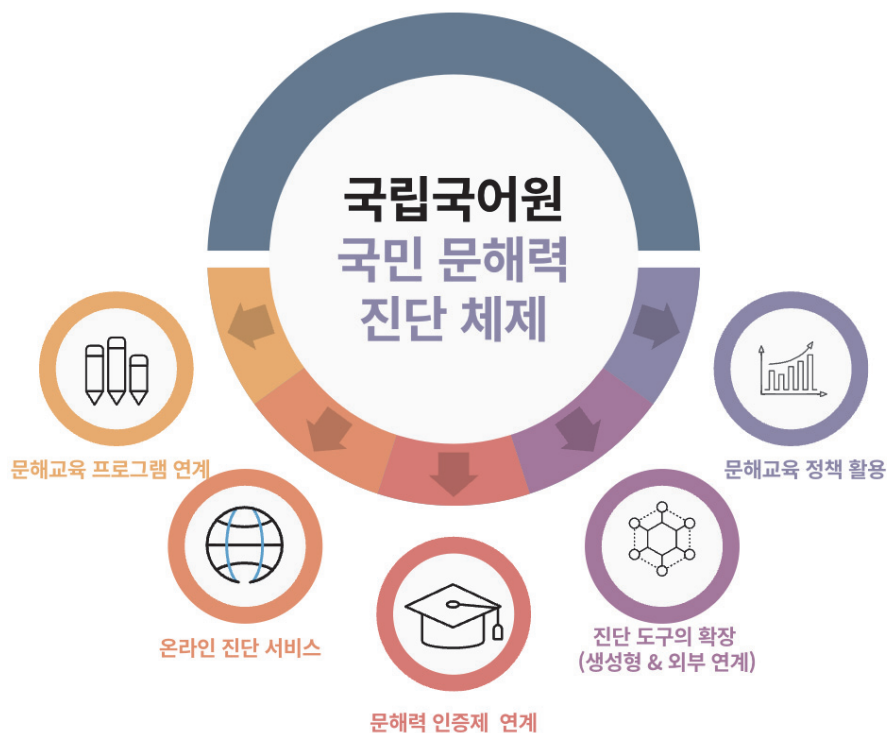 국립국어원
국민 문해력
진단 체제
문해교육 프로그램 연계
온라인 진단 서비스
문해력 인증제 연계
진단 도구의 확장
(생성형 & 외부 연계)
문해교육 정책 활용